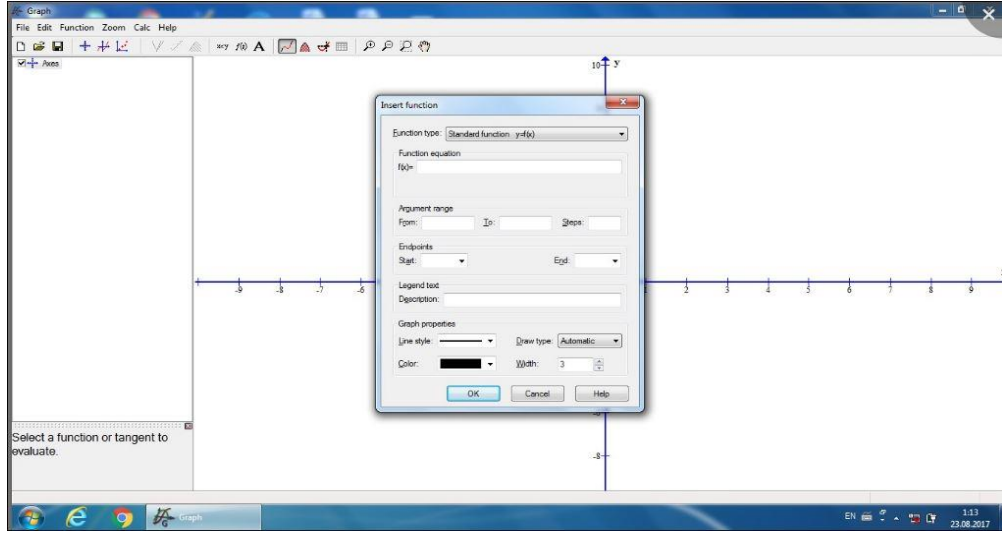 Graph
File Edit Function Zoom Calc Help
Axes
10 y
Insert function
Function type: Standard function y=f(x)
Function equation
f(x)=
Argument range
From: To: Steps:
Endpoints
Start: End:
-9 -8 -7 -6 1 2 3 4 5 6 7 8 9
Legend text
Description:
Graph properties
Line style: Draw type: Automatic
Color: Width: 3
OK Cancel Help
Select a function or tangent to
evaluate.
-8
Graph
EN 1:13
23.08.2017